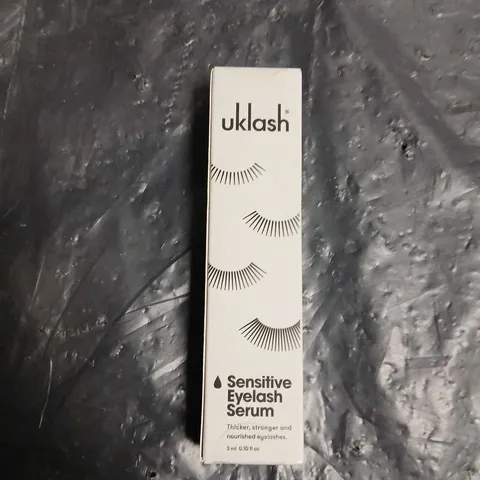 uklash®
Sensitive
Eyelash
Serum
Thicker, stronger and
nourished eyelashes.
3 ml 0.10 fl oz